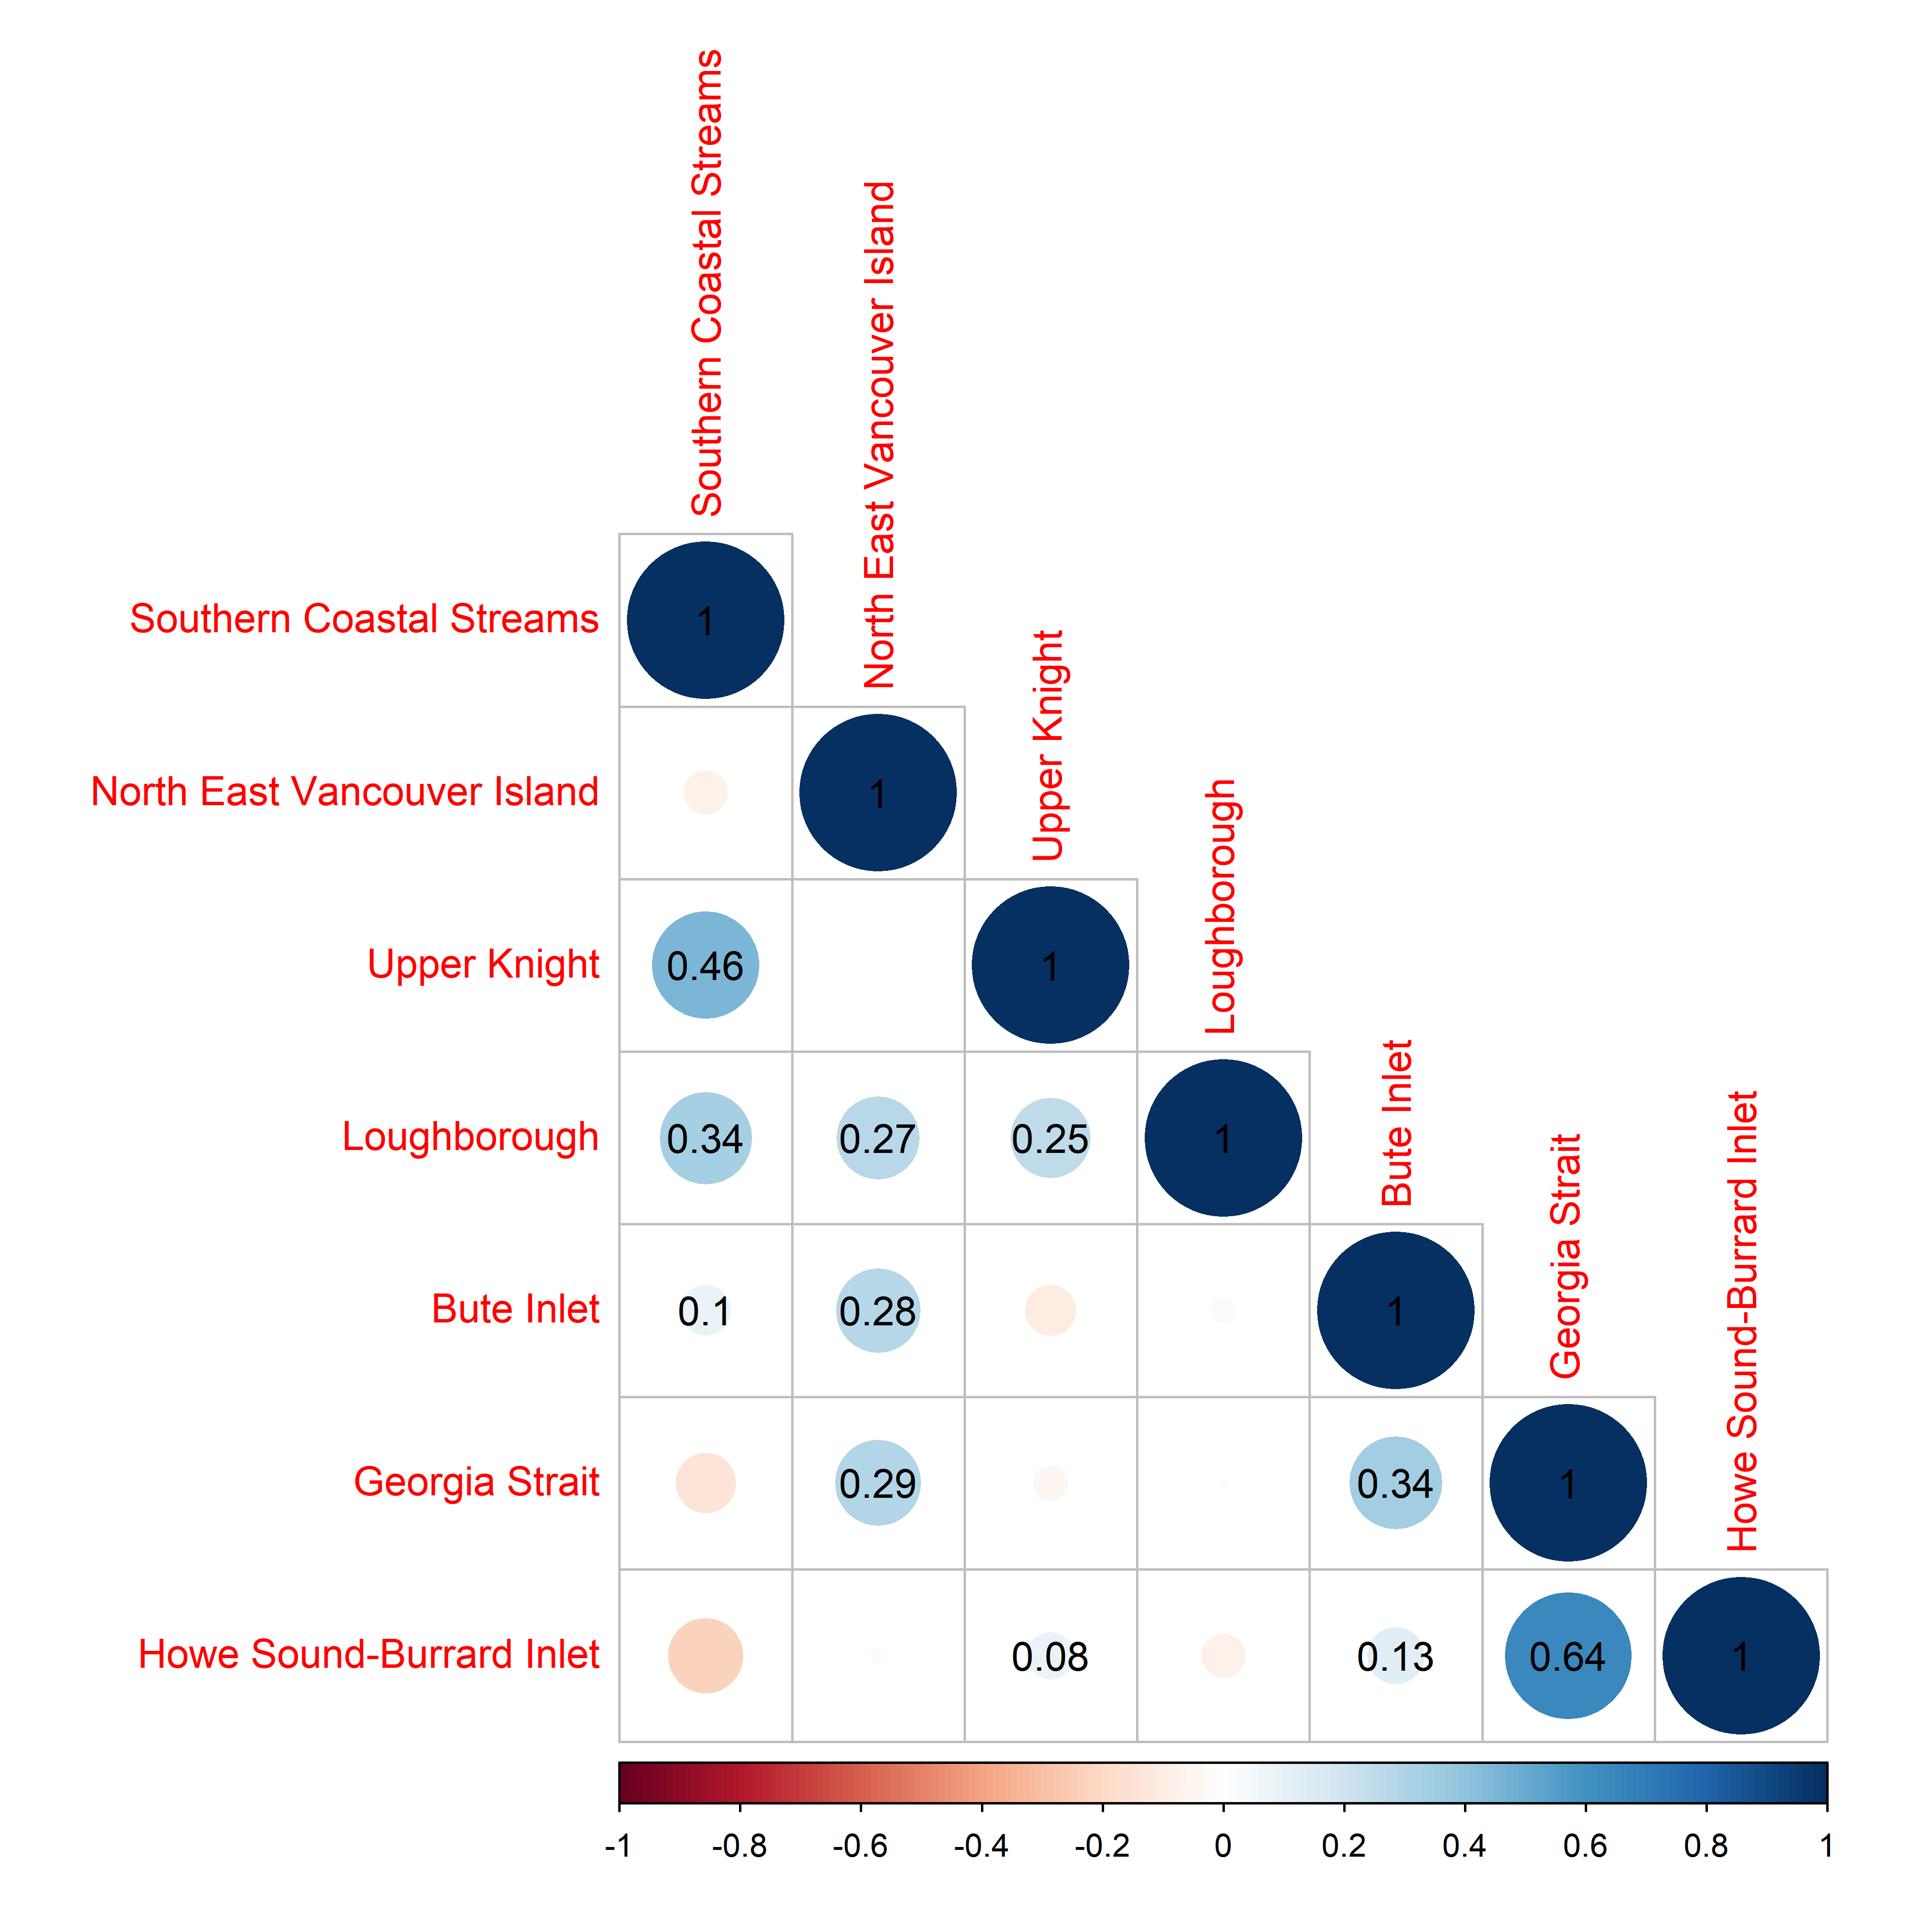 Southern Coastal Streams
North East Vancouver Island
Upper Knight
Loughborough
Bute Inlet
Georgia Strait
Howe Sound-Burrard Inlet
Southern Coastal Streams 1
North East Vancouver Island 1
Upper Knight 0.46 1
Loughborough 0.34 0.27 0.25 1
Bute Inlet 0.1 0.28 1
Georgia Strait 0.29 0.34 1
Howe Sound-Burrard Inlet 0.08 0.13 0.64 1
-1 -0.8 -0.6 -0.4 -0.2 0 0.2 0.4 0.6 0.8 1